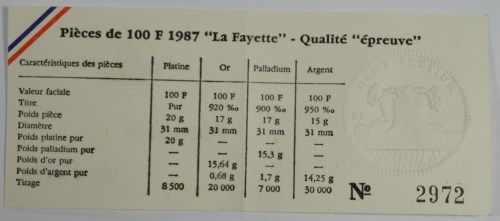 Pièces de 100 F 1987 "La Fayette" - Qualité "épreuve"
Caractéristiques des pièces Platine Or Palladium Argent
Valeur faciale 100 F 100 F 100 F 100 F
Titre Pur 920 ‰ 900 ‰ 950 ‰
Poids pièce 20 g 17 g 17 g 15 g
Diamètre 31 mm 31 mm 31 mm 31 mm
Poids platine pur 20 g — — —
Poids palladium pur — — 15,3 g —
Poids d'or pur — 15,64 g — —
Poids d'argent pur — 0,68 g 1,7 g 14,25 g
Tirage 8 500 20 000 7 000 30 000
Nº 2972